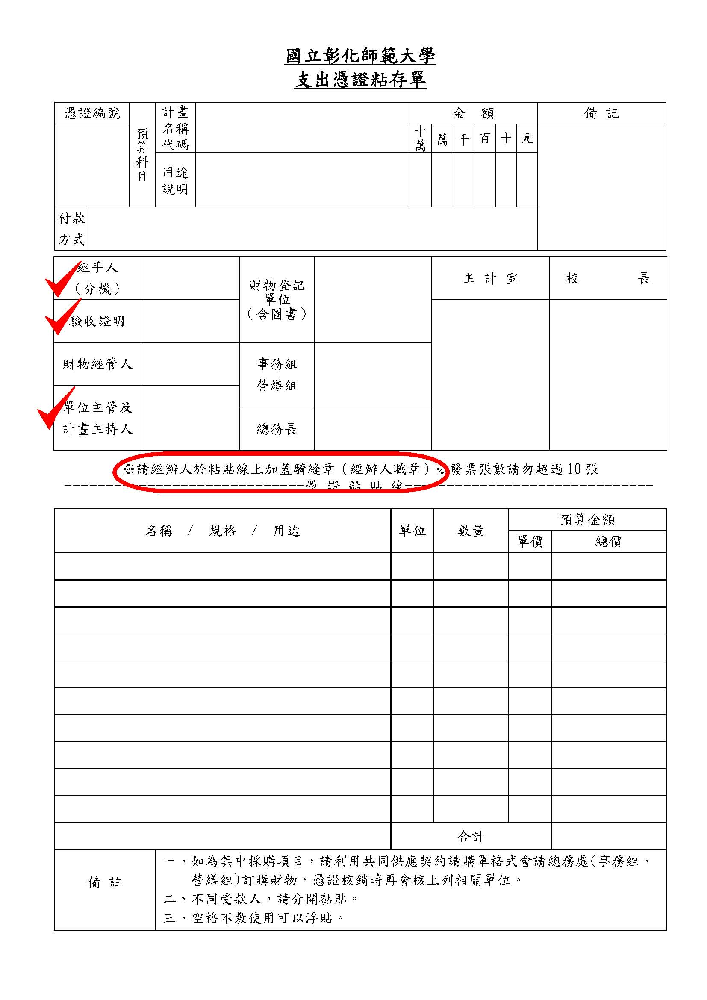 國立彰化師範大學
支出憑證粘存單
憑證編號
預算科目
計畫名稱代碼
金 額
備 記
十萬 萬 千 百 十 元
用途說明
付款方式
經手人
(分機)
財物登記單位
(含圖書)
主 計 室
校 長
驗收證明
財物經管人
事務組
營繕組
單位主管及
計畫主持人
總務長
※請經辦人於粘貼線上加蓋騎縫章(經辦人職章)※發票張數請勿超過10張
------------------------------憑 證 粘 貼 線------------------------------
名稱 / 規格 / 用途
單位
數量
預算金額
單價
總價
合計
備 註
一、如為集中採購項目,請利用共同供應契約請購單格式會請總務處(事務組、
營繕組)訂購財物,憑證核銷時再會核上列相關單位。
二、不同受款人,請分開黏貼。
三、空格不敷使用可以浮貼。